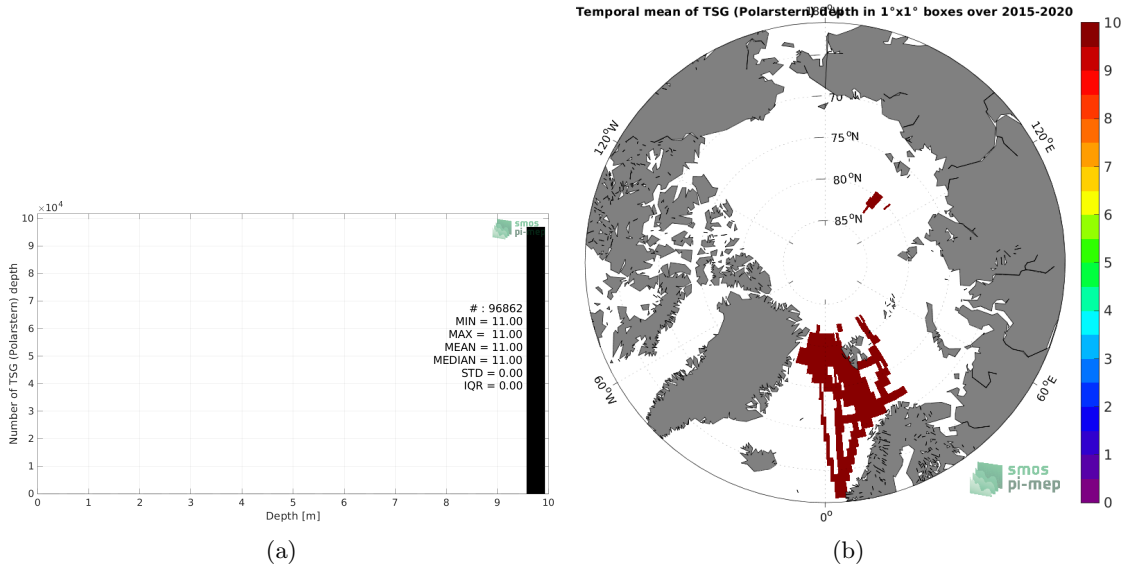 ×10⁴
10
9
8
7
6
5
4
3
2
1
0
Number of TSG (Polarstern) depth
0 1 2 3 4 5 6 7 8 9 10
Depth [m]
smos
pi-mep
# : 96862
MIN = 11.00
MAX = 11.00
MEAN = 11.00
MEDIAN = 11.00
STD = 0.00
IQR = 0.00
(a)
Temporal mean of TSG (Polarstern) depth in 1°x1° boxes over 2015-2020
180°W
120°W
120°E
60°W
60°E
0°
70
75°N
80°N
85°N
smos
pi-mep
10
9
8
7
6
5
4
3
2
1
0
(b)